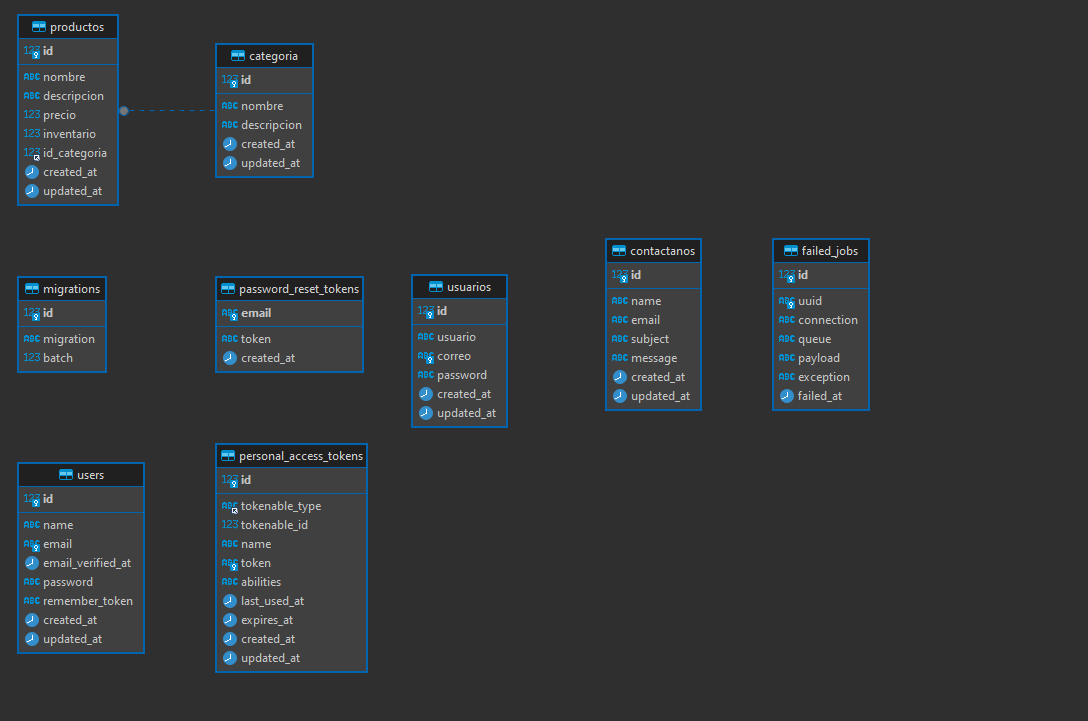 productos
123 id
ABC nombre
ABC descripcion
123 precio
123 inventario
123 id_categoria
created_at
updated_at
categoria
123 id
ABC nombre
ABC descripcion
created_at
updated_at
migrations
123 id
ABC migration
123 batch
password_reset_tokens
ABC email
ABC token
created_at
usuarios
123 id
ABC usuario
ABC correo
ABC password
created_at
updated_at
contactanos
123 id
ABC name
ABC email
ABC subject
ABC message
created_at
updated_at
failed_jobs
123 id
ABC uuid
ABC connection
ABC queue
ABC payload
ABC exception
failed_at
users
123 id
ABC name
ABC email
email_verified_at
ABC password
ABC remember_token
created_at
updated_at
personal_access_tokens
123 id
ABC tokenable_type
123 tokenable_id
ABC name
ABC token
ABC abilities
last_used_at
expires_at
created_at
updated_at